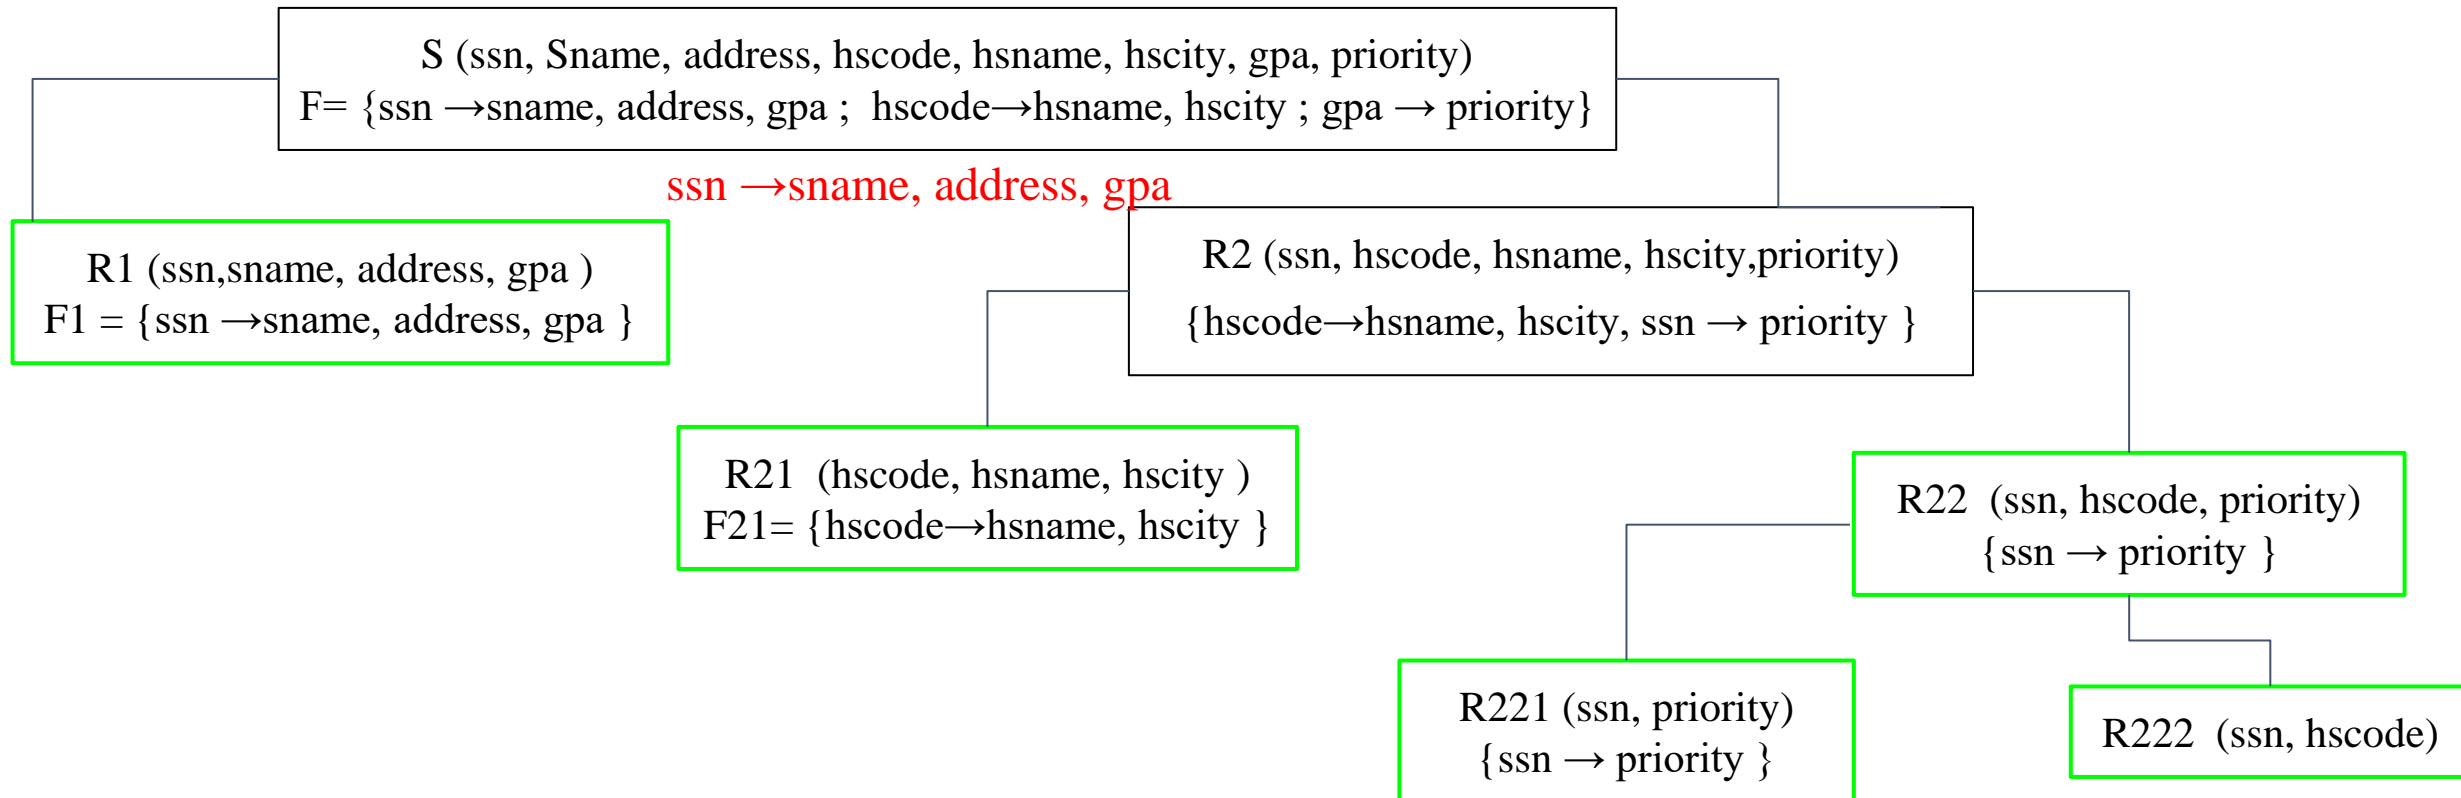 S (ssn, Sname, address, hscode, hsname, hscity, gpa, priority)
F= {ssn →sname, address, gpa ;  hscode→hsname, hscity ; gpa → priority}
ssn →sname, address, gpa
R1 (ssn,sname, address, gpa )
F1 = {ssn →sname, address, gpa }
R2 (ssn, hscode, hsname, hscity,priority)
{hscode→hsname, hscity, ssn → priority }
R21  (hscode, hsname, hscity )
F21= {hscode→hsname, hscity }
R22  (ssn, hscode, priority)
{ssn → priority }
R221 (ssn, priority)
{ssn → priority }
R222  (ssn, hscode)